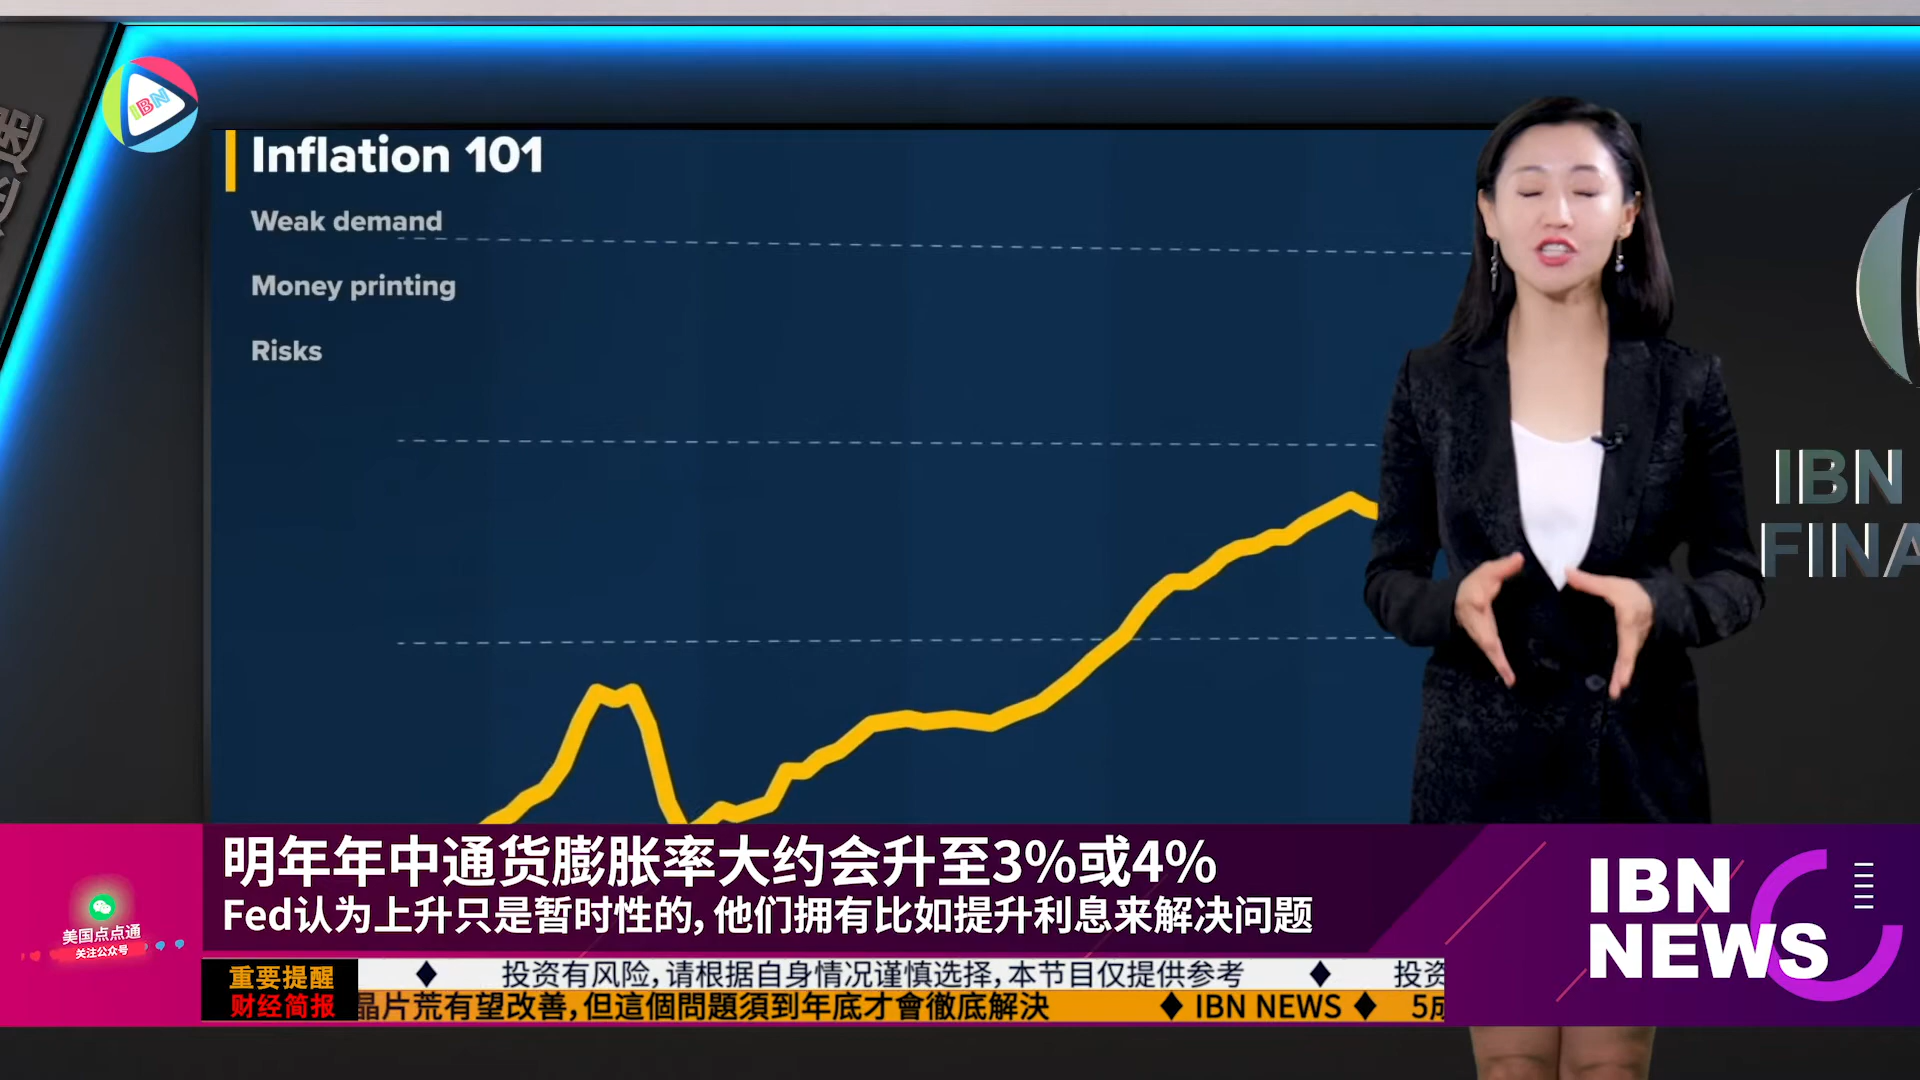 IBN
Inflation 101
Weak demand
Money printing
Risks
IBN
FINA
明年年中通货膨胀率大约会升至3%或4%
Fed认为上升只是暂时性的,他们拥有比如提升利息来解决问题
IBN
NEWS
美国点点通
关注公众号
重要提醒
♦ 投资有风险,请根据自身情况谨慎选择,本节目仅提供参考 ♦ 投资
财经简报
晶片荒有望改善,但這個問題須到年底才會徹底解決 ♦ IBN NEWS ♦ 5成